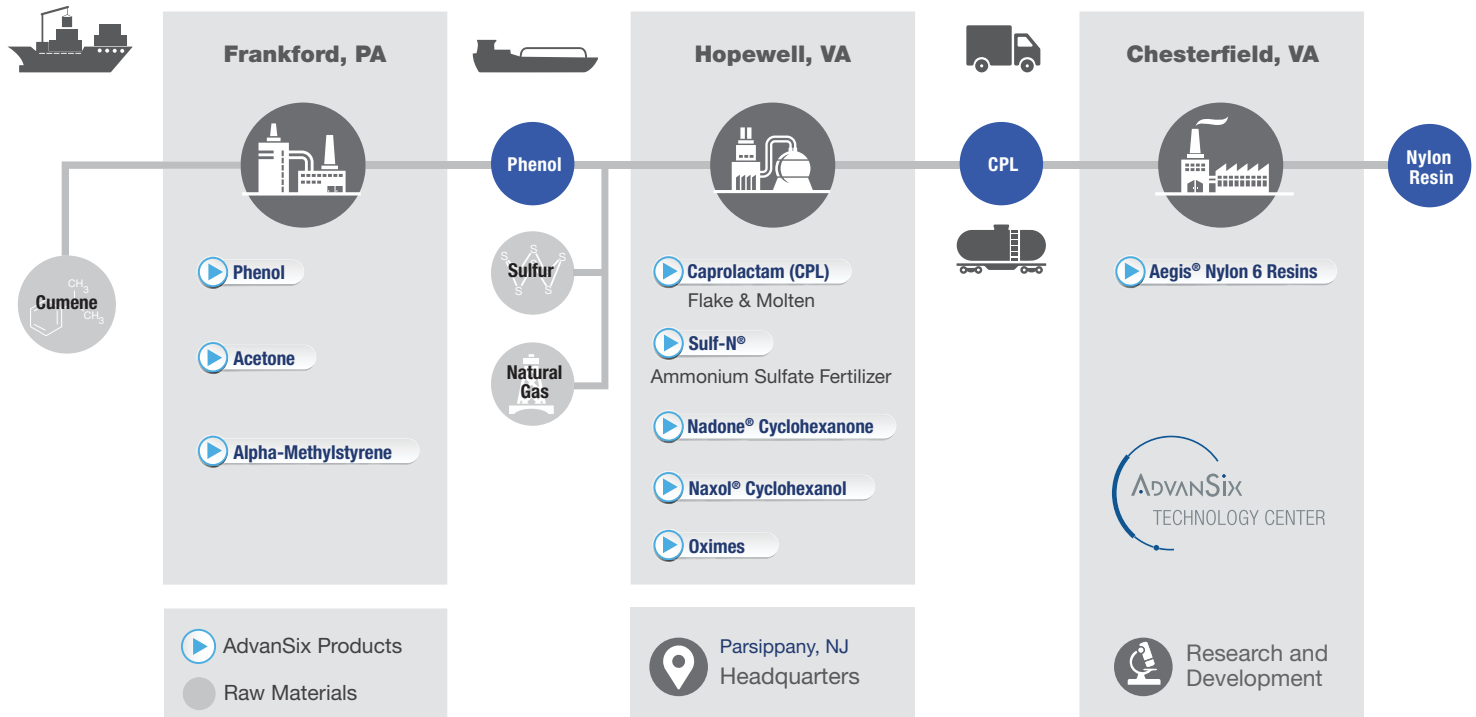 Frankford, PA
Hopewell, VA
Chesterfield, VA
Cumene
CH3
CH3
Phenol
Acetone
Alpha-Methylstyrene
Phenol
S S S
Sulfur
S S
Natural
Gas
Caprolactam (CPL)
Flake & Molten
Sulf-N®
Ammonium Sulfate Fertilizer
Nadone® Cyclohexanone
Naxol® Cyclohexanol
Oximes
CPL
Aegis® Nylon 6 Resins
ADVANSIX
TECHNOLOGY CENTER
Nylon
Resin
AdvanSix Products
Raw Materials
Parsippany, NJ
Headquarters
Research and
Development